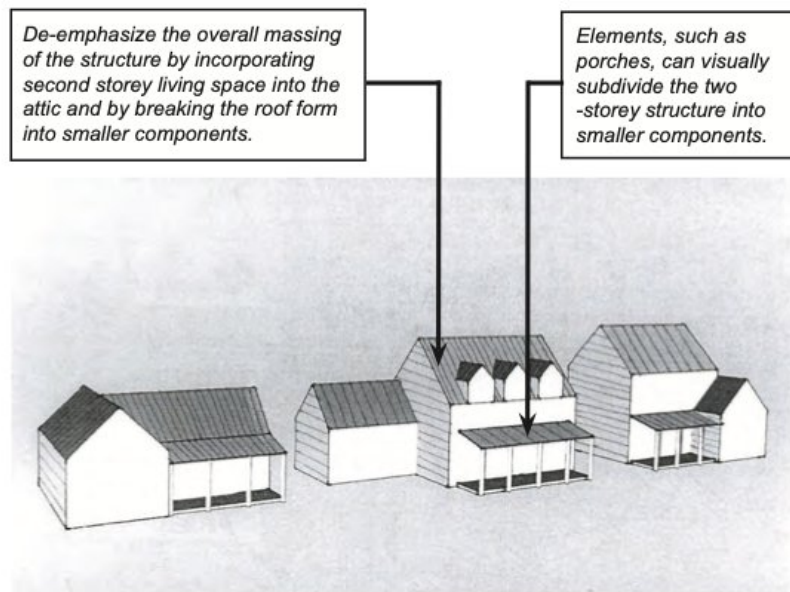 De-emphasize the overall massing
of the structure by incorporating
second storey living space into the
attic and by breaking the roof form
into smaller components.
Elements, such as
porches, can visually
subdivide the two
-storey structure into
smaller components.